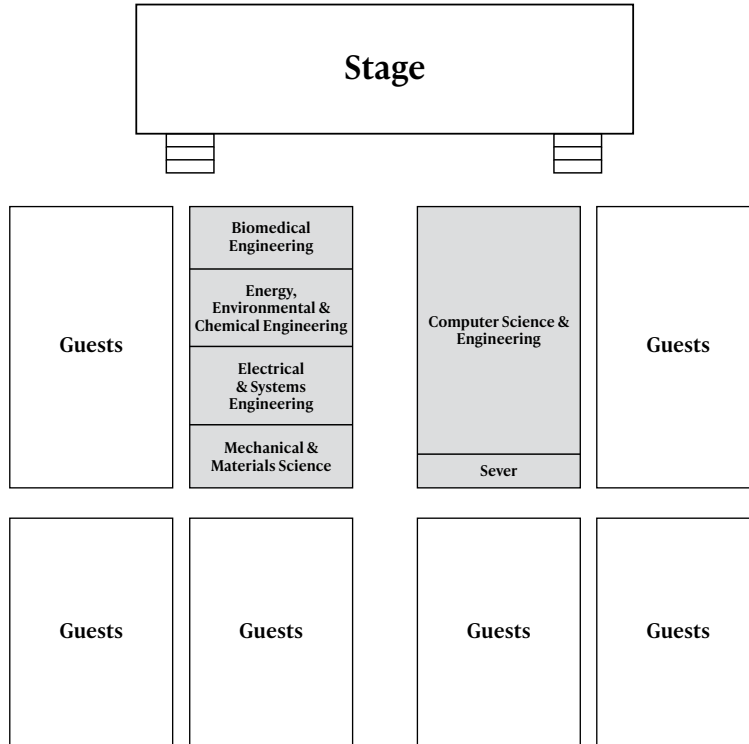 Stage
Guests
Biomedical
Engineering
Energy,
Environmental &
Chemical Engineering
Electrical
& Systems
Engineering
Mechanical &
Materials Science
Computer Science &
Engineering
Sever
Guests
Guests
Guests
Guests
Guests